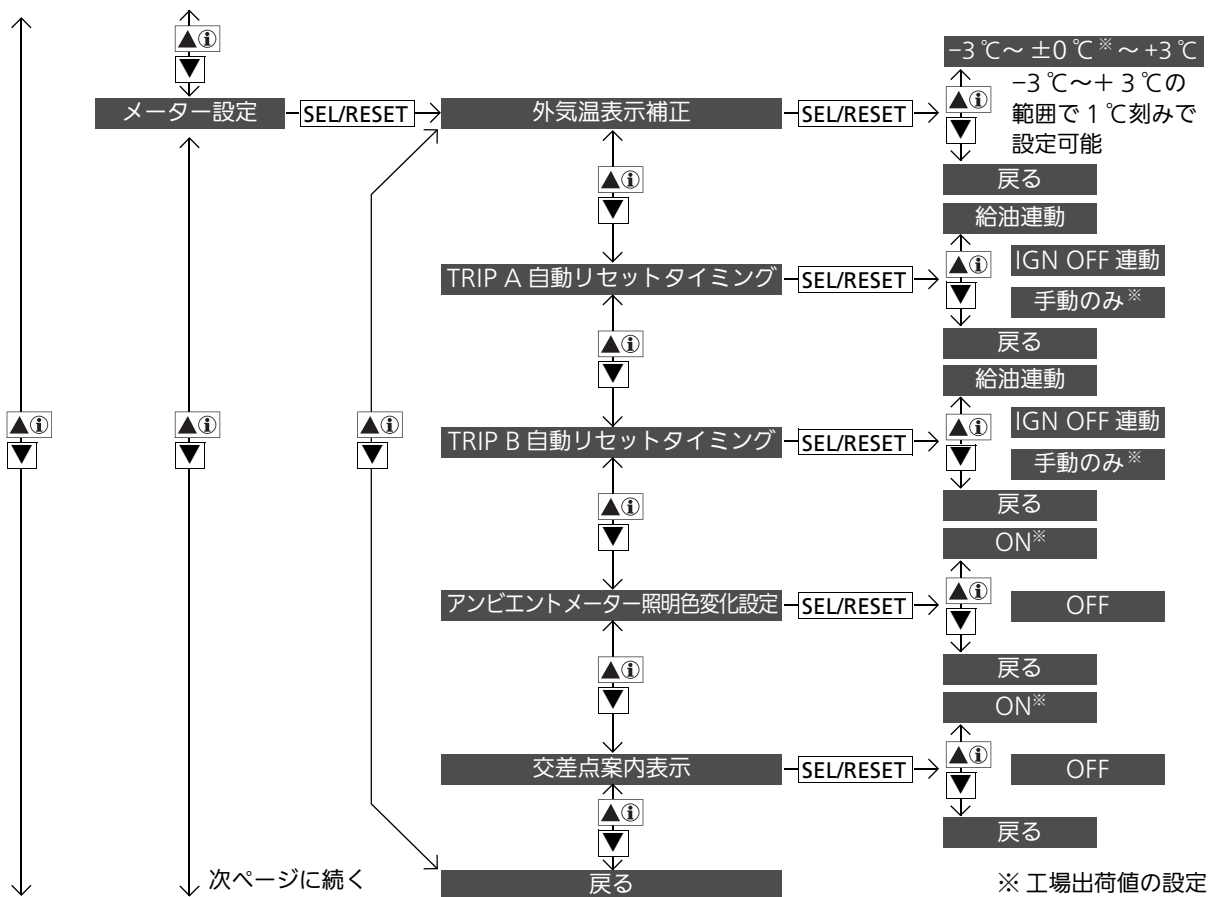 −3 ℃～ ±0 ℃※～ +3 ℃
メーター設定
SEL/RESET
外気温表示補正
SEL/RESET
−3 ℃～＋ 3 ℃の
範囲で 1 ℃刻みで
設定可能
戻る
給油連動
TRIP A 自動リセットタイミング
SEL/RESET
IGN OFF 連動
手動のみ※
戻る
給油連動
TRIP B 自動リセットタイミング
SEL/RESET
IGN OFF 連動
手動のみ※
戻る
ON※
アンビエントメーター照明色変化設定
SEL/RESET
OFF
戻る
ON※
交差点案内表示
SEL/RESET
OFF
戻る
次ページに続く
戻る
※ 工場出荷値の設定